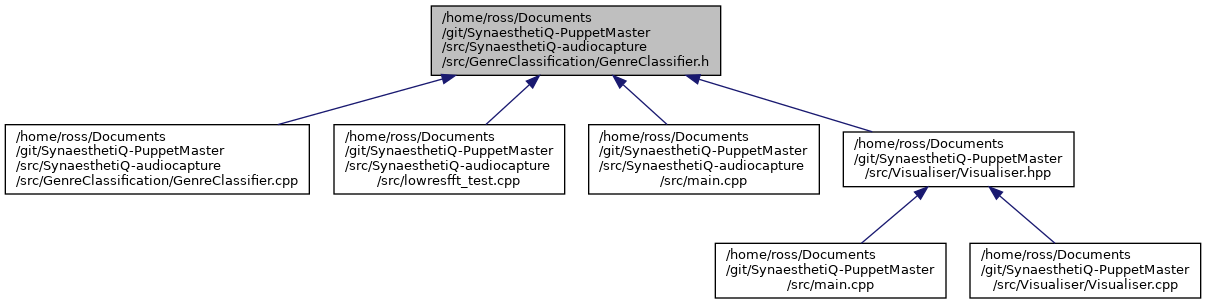 /home/ross/Documents
/git/SynaesthetiQ-PuppetMaster
/src/SynaesthetiQ-audiocapture
/src/GenreClassification/GenreClassifier.h
/home/ross/Documents
/git/SynaesthetiQ-PuppetMaster
/src/SynaesthetiQ-audiocapture
/src/GenreClassification/GenreClassifier.cpp
/home/ross/Documents
/git/SynaesthetiQ-PuppetMaster
/src/SynaesthetiQ-audiocapture
/src/lowresfft_test.cpp
/home/ross/Documents
/git/SynaesthetiQ-PuppetMaster
/src/SynaesthetiQ-audiocapture
/src/main.cpp
/home/ross/Documents
/git/SynaesthetiQ-PuppetMaster
/src/Visualiser/Visualiser.hpp
/home/ross/Documents
/git/SynaesthetiQ-PuppetMaster
/src/main.cpp
/home/ross/Documents
/git/SynaesthetiQ-PuppetMaster
/src/Visualiser/Visualiser.cpp